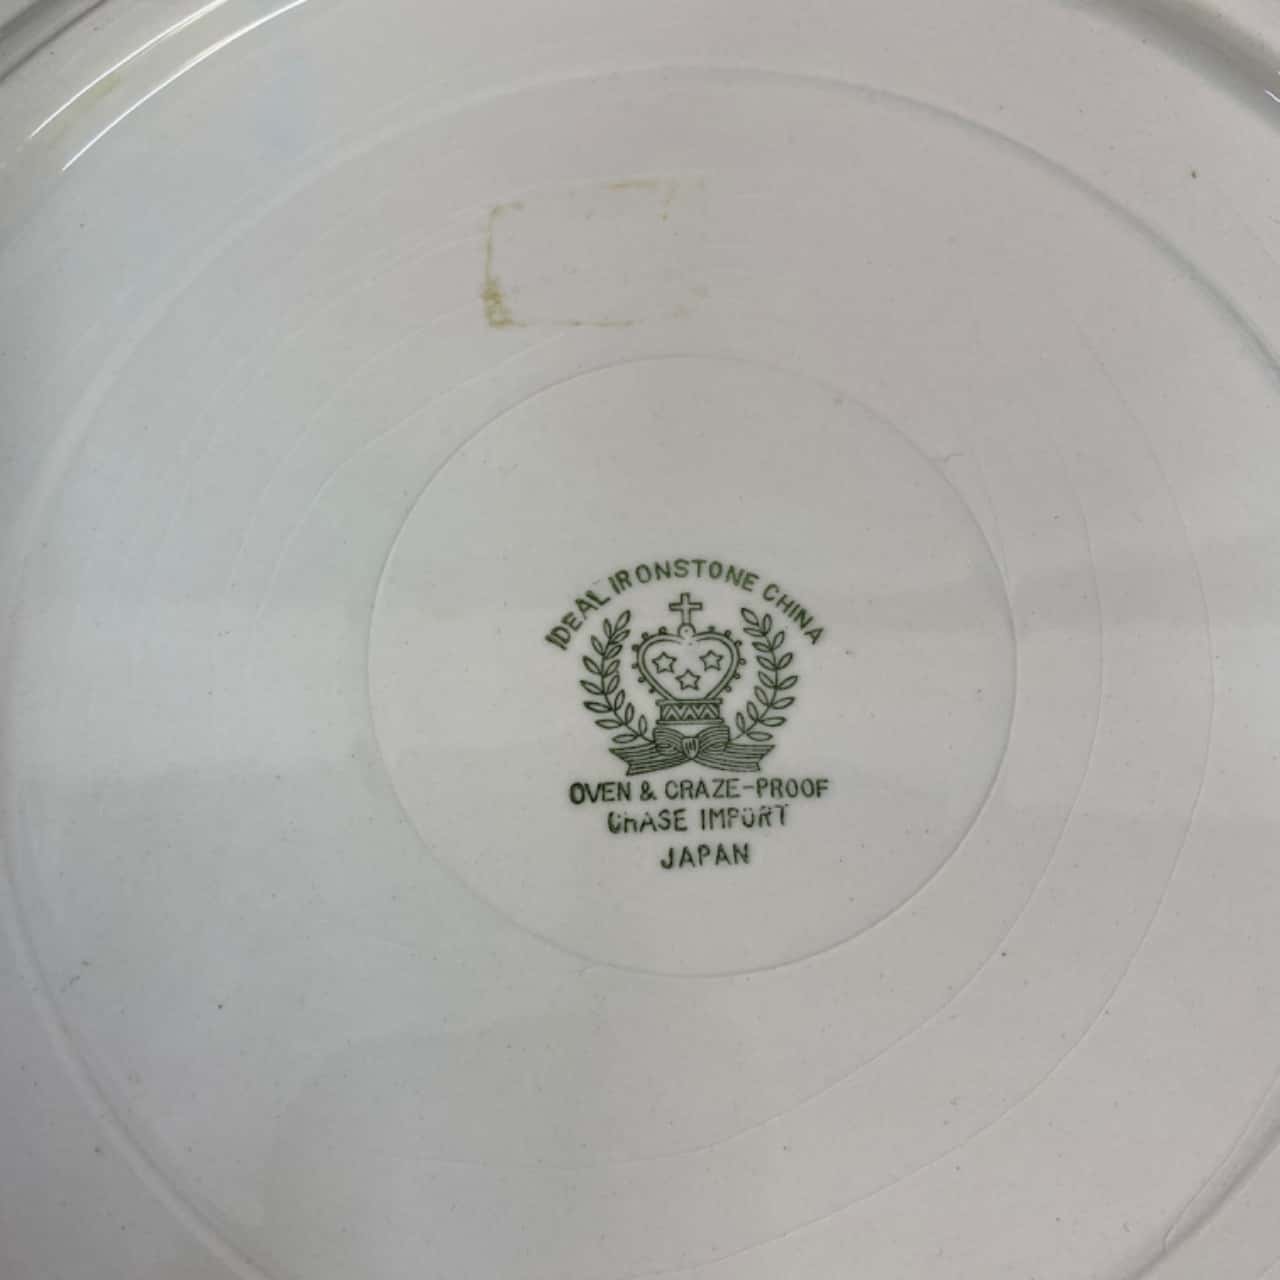 IDEAL IRONSTONE CHINA
OVEN & CRAZE-PROOF
CHASE IMPORT
JAPAN